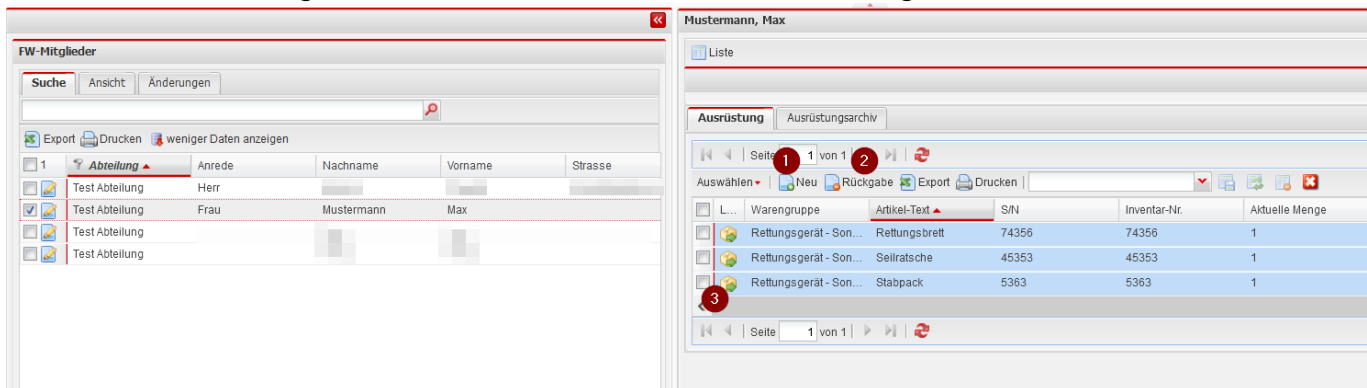 Mustermann, Max
FW-Mitglieder
Liste
Suche Ansicht Änderungen
Ausrüstung Ausrüstungsarchiv
Export Drucken weniger Daten anzeigen
Seite 1 von 1
1 2
Auswählen Neu Rückgabe Export Drucken
1 Abteilung Anrede Nachname Vorname Strasse
L... Warengruppe Artikel-Text S/N Inventar-Nr. Aktuelle Menge
Test Abteilung Herr
Test Abteilung Frau Mustermann Max
Test Abteilung
Test Abteilung
Rettungsgerät - Son... Rettungsbrett 74356 74356 1
Rettungsgerät - Son... Seilratsche 45353 45353 1
Rettungsgerät - Son... Stabpack 5363 5363 1
3
Seite 1 von 1